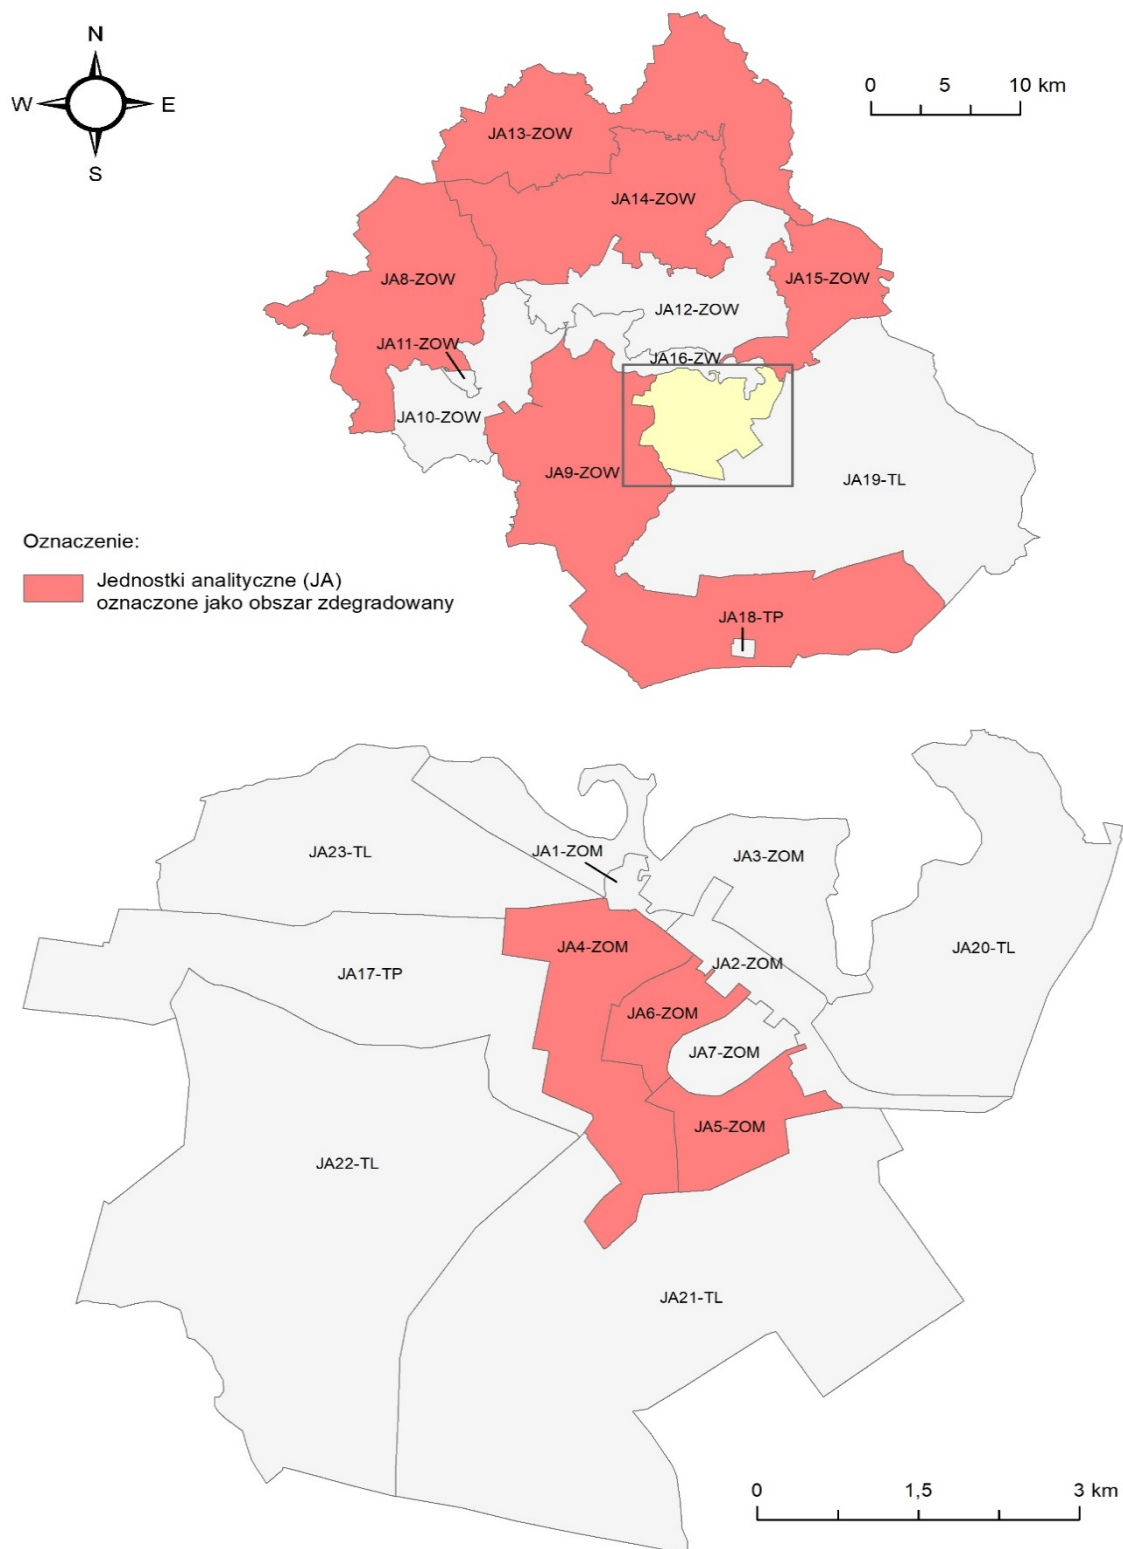 N
W
E
S
0
5
10 km
JA13-ZOW
JA14-ZOW
JA8-ZOW
JA15-ZOW
JA12-ZOW
JA11-ZOW
JA16-ZW
JA10-ZOW
JA9-ZOW
JA19-TL
Oznaczenie:
Jednostki analityczne (JA)
oznaczone jako obszar zdegradowany
JA18-TP
JA23-TL
JA1-ZOM
JA3-ZOM
JA4-ZOM
JA20-TL
JA2-ZOM
JA17-TP
JA6-ZOM
JA7-ZOM
JA5-ZOM
JA22-TL
JA21-TL
0
1,5
3 km